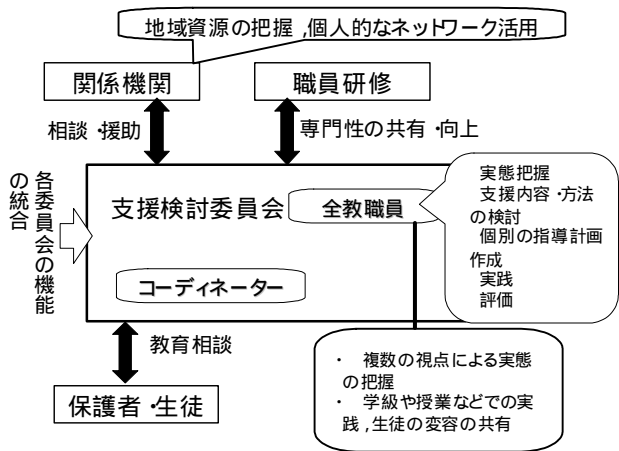 地域資源の把握,個人的なネットワーク活用
関係機関
職員研修
相談・援助
専門性の共有・向上
各委員会の機能
の統合
支援検討委員会
全教職員
コーディネーター
実態把握
支援内容・方法
の検討
個別の指導計画
作成
実践
評価
教育相談
保護者・生徒
・ 複数の視点による実態
の把握
・ 学級や授業などでの実
践,生徒の変容の共有